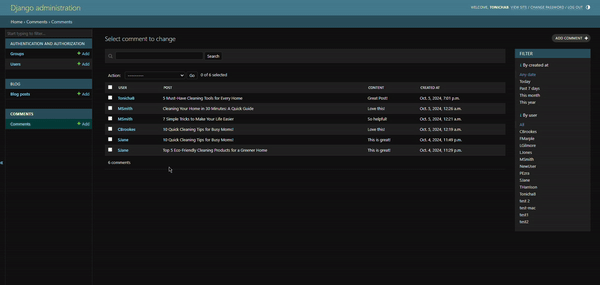 Django administration
WELCOME, TONICHAB. VIEW SITE / CHANGE PASSWORD / LOG OUT
Home › Comments › Comments
Start typing to filter...
AUTHENTICATION AND AUTHORIZATION
Groups + Add
Users + Add
BLOG
Blog posts + Add
COMMENTS
Comments + Add
Select comment to change
ADD COMMENT +
Search
Action: ---------- Go 0 of 6 selected
USER POST CONTENT CREATED AT
Tonichab 5 Must-Have Cleaning Tools for Every Home Great Post! Oct. 5, 2024, 7:01 p.m.
MSmith Cleaning Your Home in 30 Minutes: A Quick Guide Love this! Oct. 5, 2024, 12:26 a.m.
MSmith 7 Simple Tricks to Make Your Life Easier So helpful! Oct. 5, 2024, 12:21 a.m.
CBrookes 10 Quick Cleaning Tips for Busy Moms! Love this! Oct. 5, 2024, 12:19 a.m.
SJane 10 Quick Cleaning Tips for Busy Moms! This is great! Oct. 4, 2024, 11:49 p.m.
SJane Top 5 Eco-Friendly Cleaning Products for a Greener Home This is great! Oct. 4, 2024, 11:29 p.m.
6 comments
FILTER
↓ By created at
Any date
Today
Past 7 days
This month
This year
↓ By user
All
CBrookes
FMarple
LGillmore
LJones
MSmith
NewUser
PEzra
SJane
Tonichab
test 2
test-mac
test1
test2